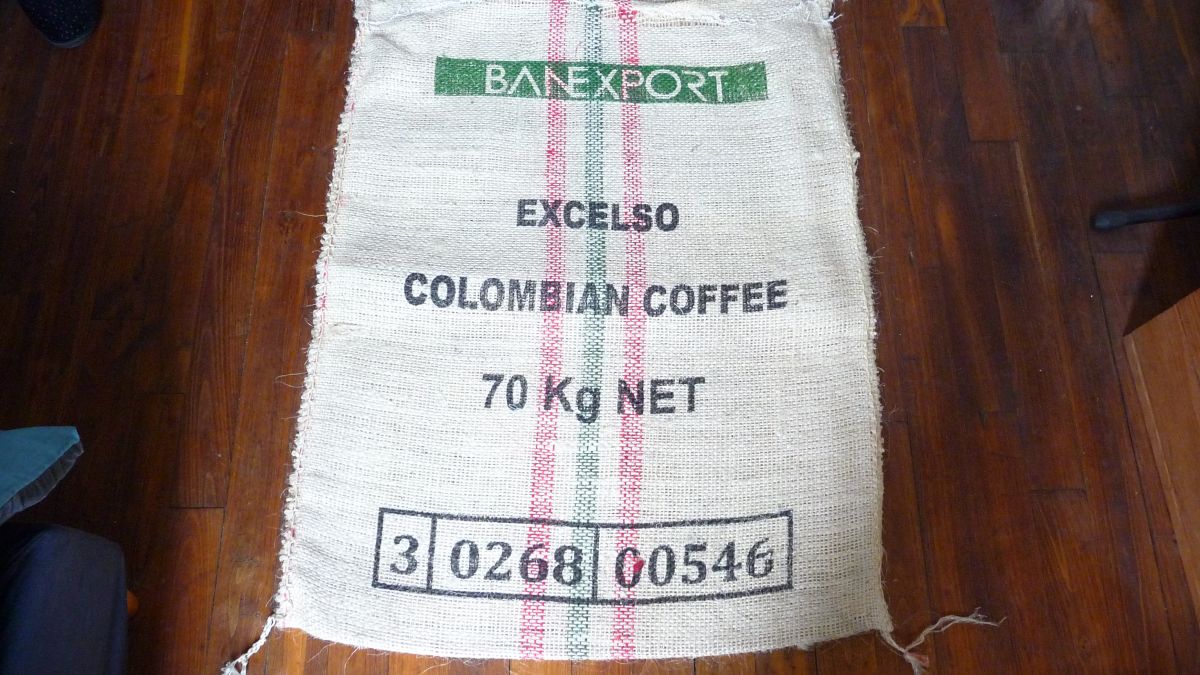 BANEXPORT
EXCELSO
COLOMBIAN COFFEE
70 Kg NET
3 0268 00546